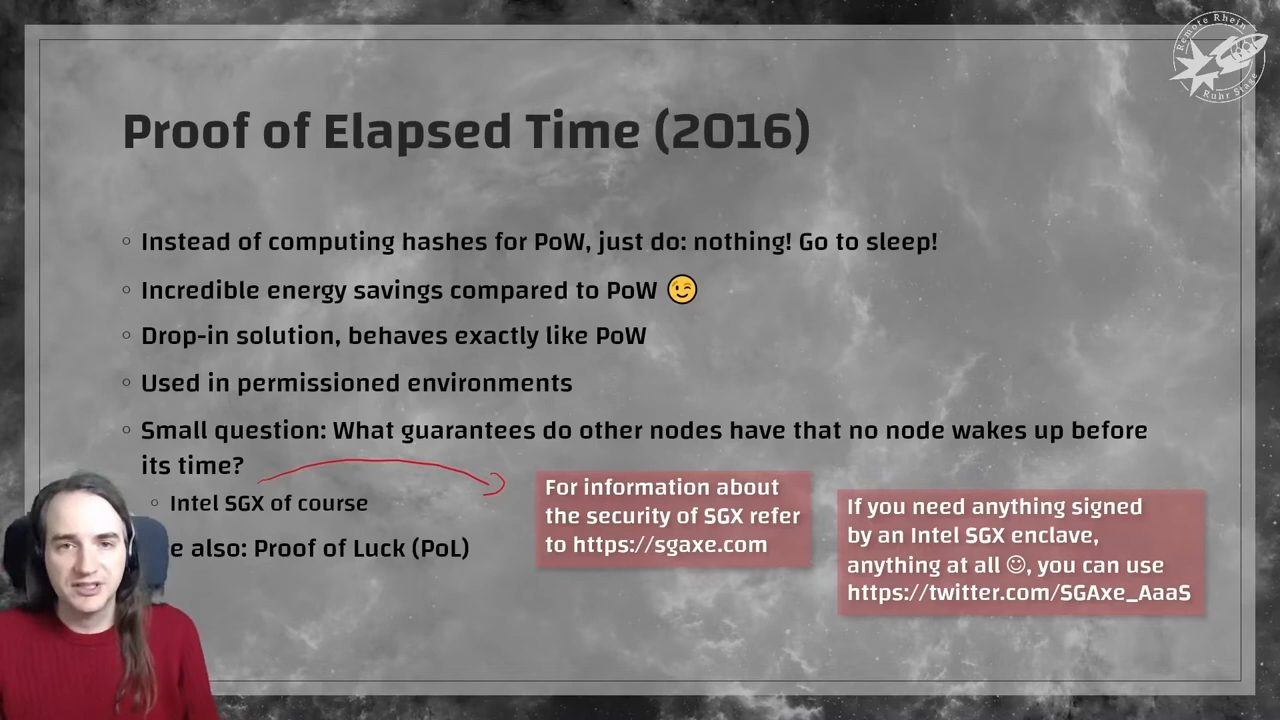 Remote Rhein
Ruhr Stage
Proof of Elapsed Time (2016)
Instead of computing hashes for PoW, just do: nothing! Go to sleep!
Incredible energy savings compared to PoW 😉
Drop-in solution, behaves exactly like PoW
Used in permissioned environments
Small question: What guarantees do other nodes have that no node wakes up before
its time?
Intel SGX of course
e also: Proof of Luck (PoL)
For information about
the security of SGX refer
to https://sgaxe.com
If you need anything signed
by an Intel SGX enclave,
anything at all ☺, you can use
https://twitter.com/SGAxe_AaaS